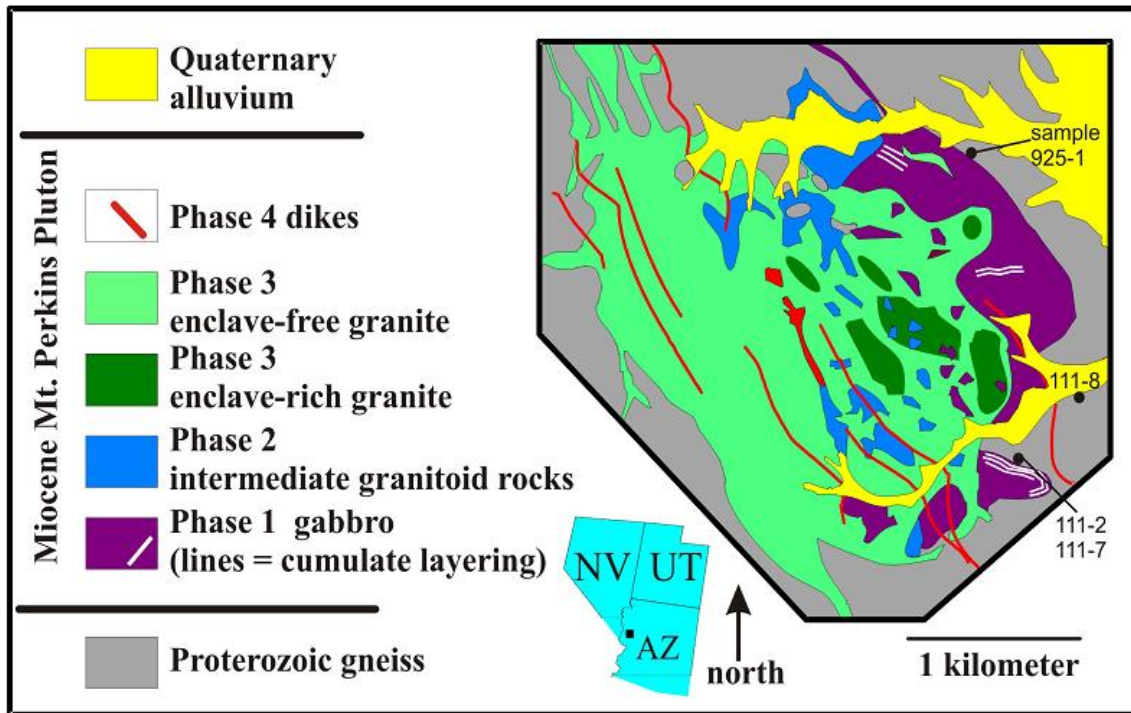 Quaternary
alluvium
Miocene Mt. Perkins Pluton
Phase 4 dikes
Phase 3
enclave-free granite
Phase 3
enclave-rich granite
Phase 2
intermediate granitoid rocks
Phase 1 gabbro
(lines = cumulate layering)
Proterozoic gneiss
sample
925-1
111-8
111-2
111-7
NV
UT
AZ
north
1 kilometer